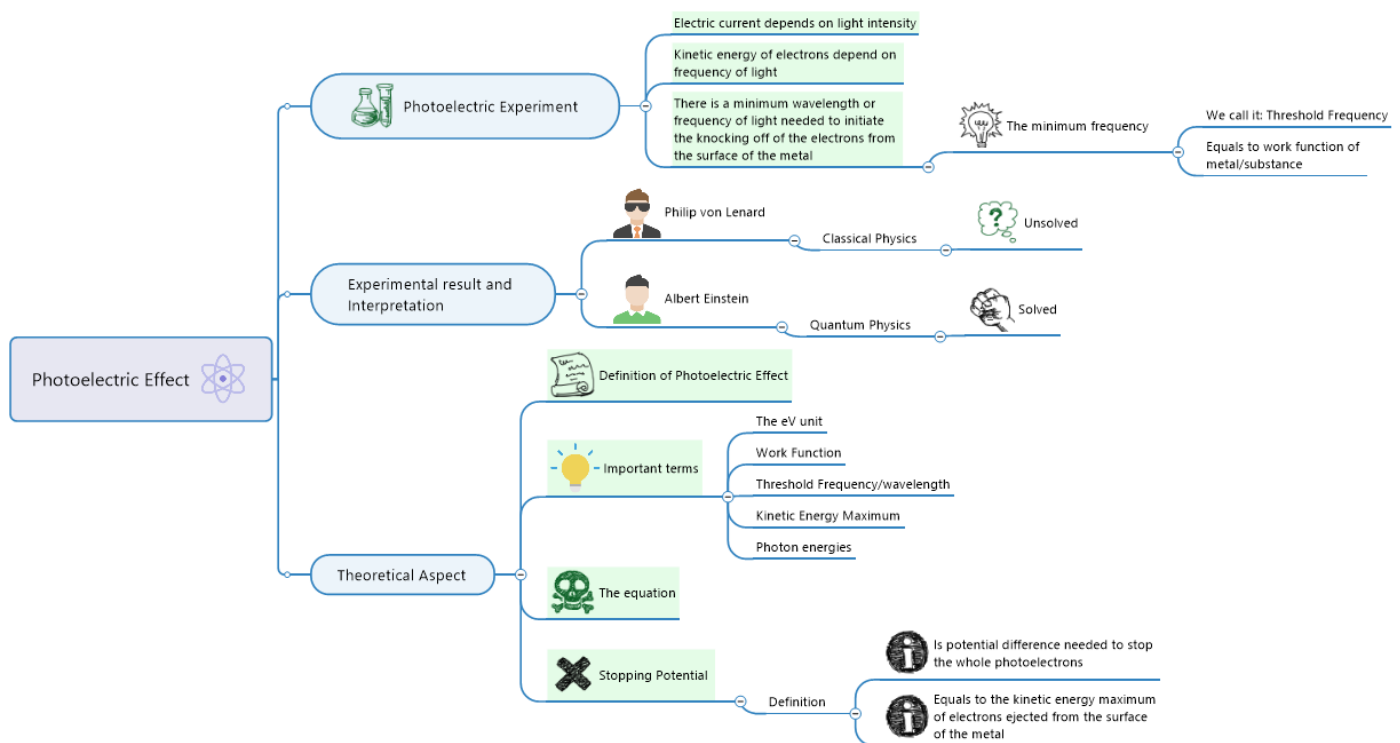 Electric current depends on light intensity
Kinetic energy of electrons depend on
frequency of light
Photoelectric Experiment
There is a minimum wavelength or
frequency of light needed to initiate
the knocking off of the electrons from
the surface of the metal
The minimum frequency
We call it: Threshold Frequency
Equals to work function of
metal/substance
Philip von Lenard
Classical Physics
Unsolved
Experimental result and
Interpretation
Albert Einstein
Quantum Physics
Solved
Photoelectric Effect
Definition of Photoelectric Effect
Important terms
The eV unit
Work Function
Threshold Frequency/wavelength
Kinetic Energy Maximum
Photon energies
Theoretical Aspect
The equation
Stopping Potential
Definition
Is potential difference needed to stop
the whole photoelectrons
Equals to the kinetic energy maximum
of electrons ejected from the surface
of the metal